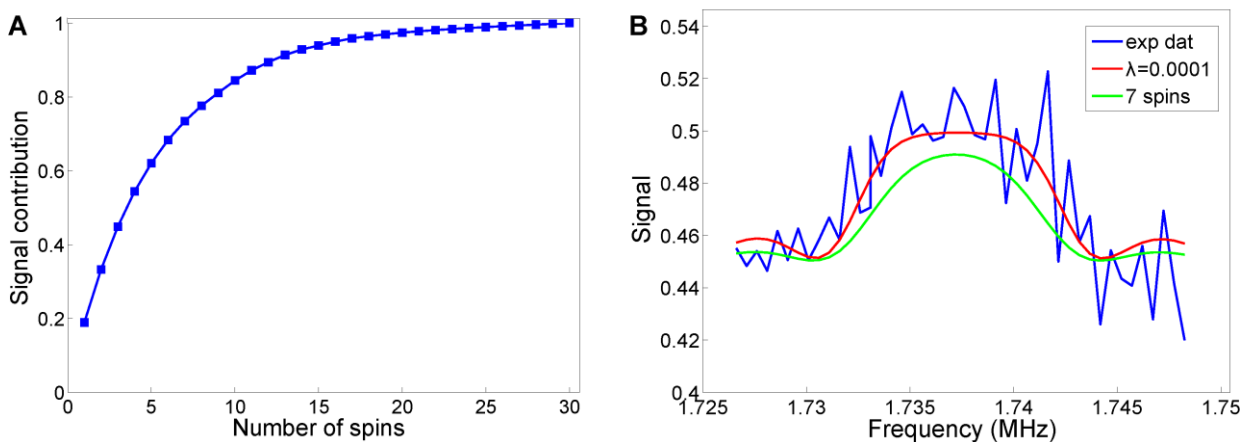 A
Signal contribution
1
0.8
0.6
0.4
0.2
0
0 5 10 15 20 25 30
Number of spins
B
Signal
0.54
0.52
0.5
0.48
0.46
0.44
0.42
0.4
exp dat
λ=0.0001
7 spins
1.725 1.73 1.735 1.74 1.745 1.75
Frequency (MHz)